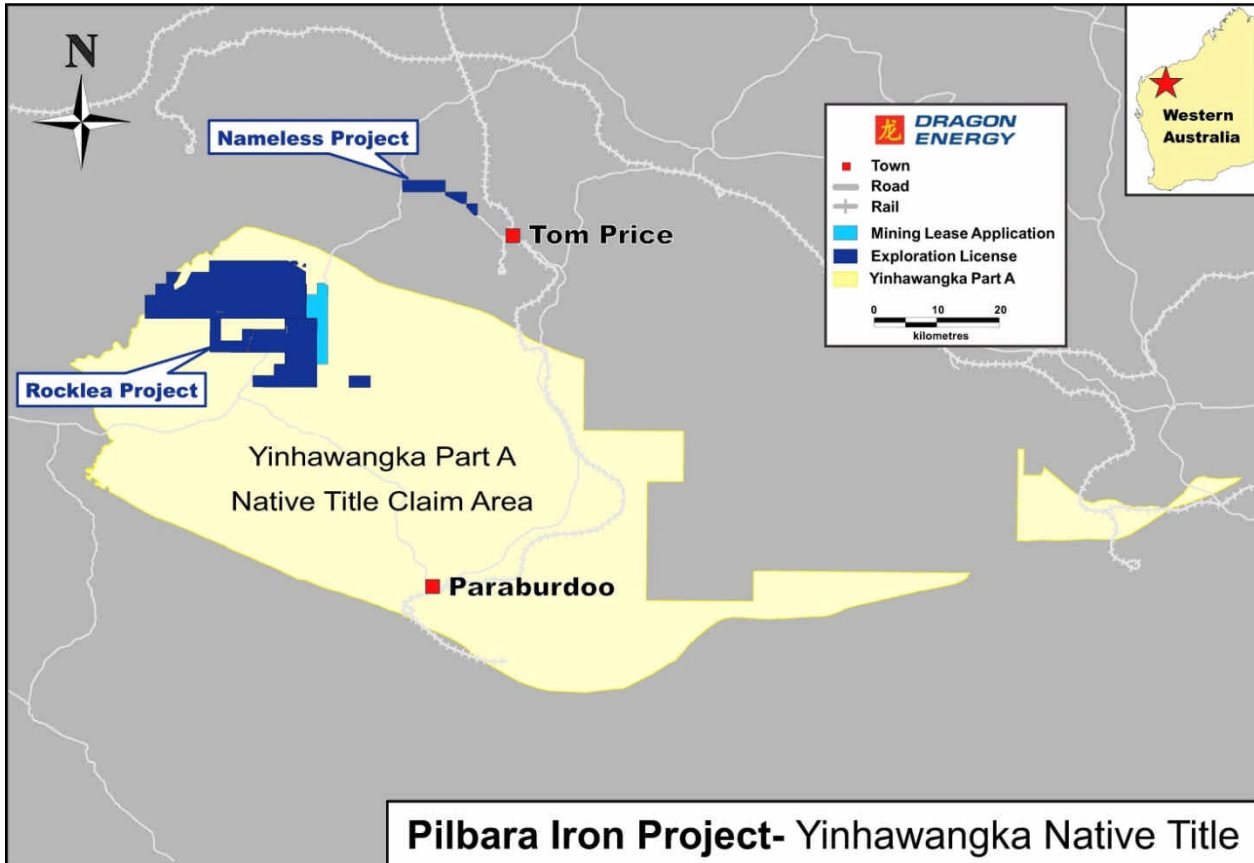 N
Nameless Project
Tom Price
Rocklea Project
Yinhawangka Part A
Native Title Claim Area
Paraburdoo
龙 DRAGON
ENERGY
Town
Road
Rail
Mining Lease Application
Exploration License
Yinhawangka Part A
0 10 20
kilometres
Western
Australia
Pilbara Iron Project- Yinhawangka Native Title